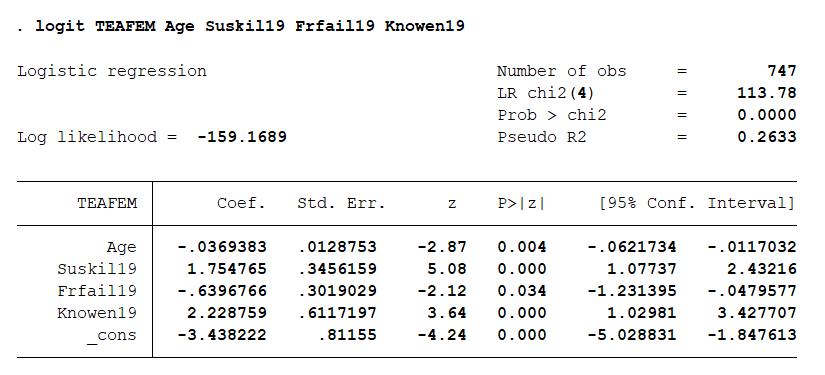 . logit TEAFEM Age Suskil19 Frfail19 Knowen19
Logistic regression Number of obs = 747
LR chi2(4) = 113.78
Prob > chi2 = 0.0000
Log likelihood = -159.1689 Pseudo R2 = 0.2633
TEAFEM Coef. Std. Err. z P>|z| [95% Conf. Interval]
Age -.0369383 .0128753 -2.87 0.004 -.0621734 -.0117032
Suskil19 1.754765 .3456159 5.08 0.000 1.07737 2.43216
Frfail19 -.6396766 .3019029 -2.12 0.034 -1.231395 -.0479577
Knowen19 2.228759 .6117197 3.64 0.000 1.02981 3.427707
_cons -3.438222 .81155 -4.24 0.000 -5.028831 -1.847613